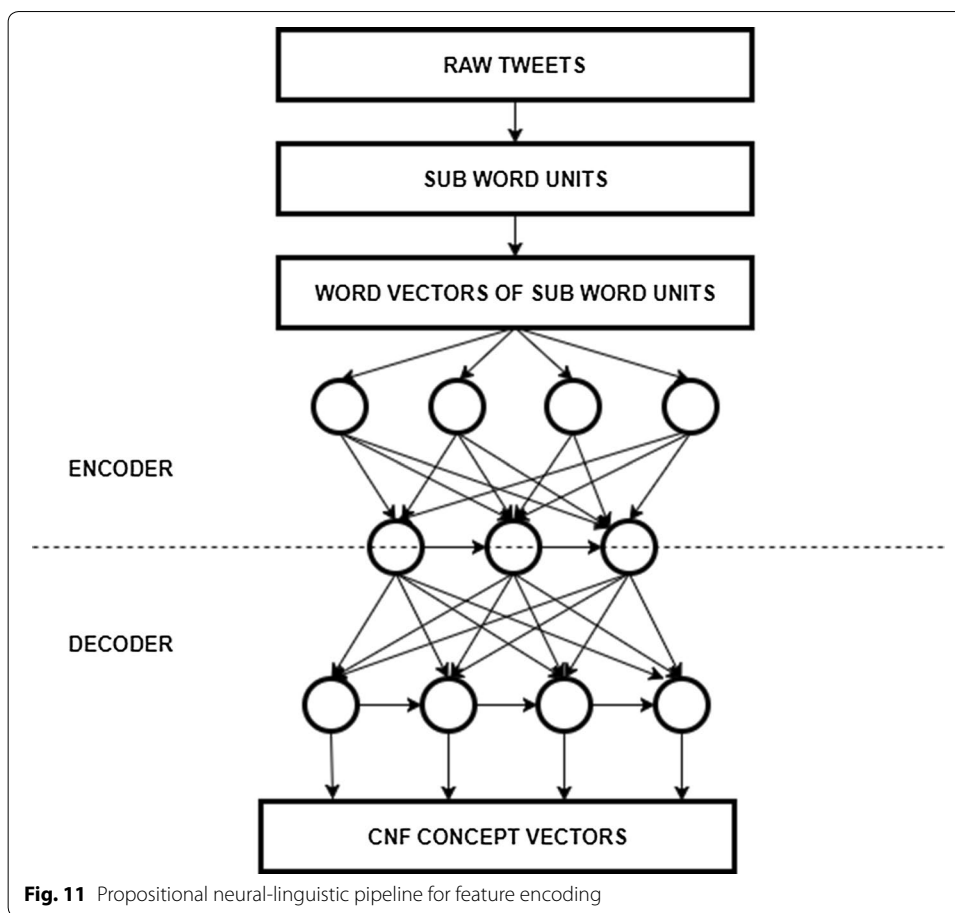 RAW TWEETS
SUB WORD UNITS
WORD VECTORS OF SUB WORD UNITS
ENCODER
DECODER
CNF CONCEPT VECTORS
Fig. 11 Propositional neural-linguistic pipeline for feature encoding